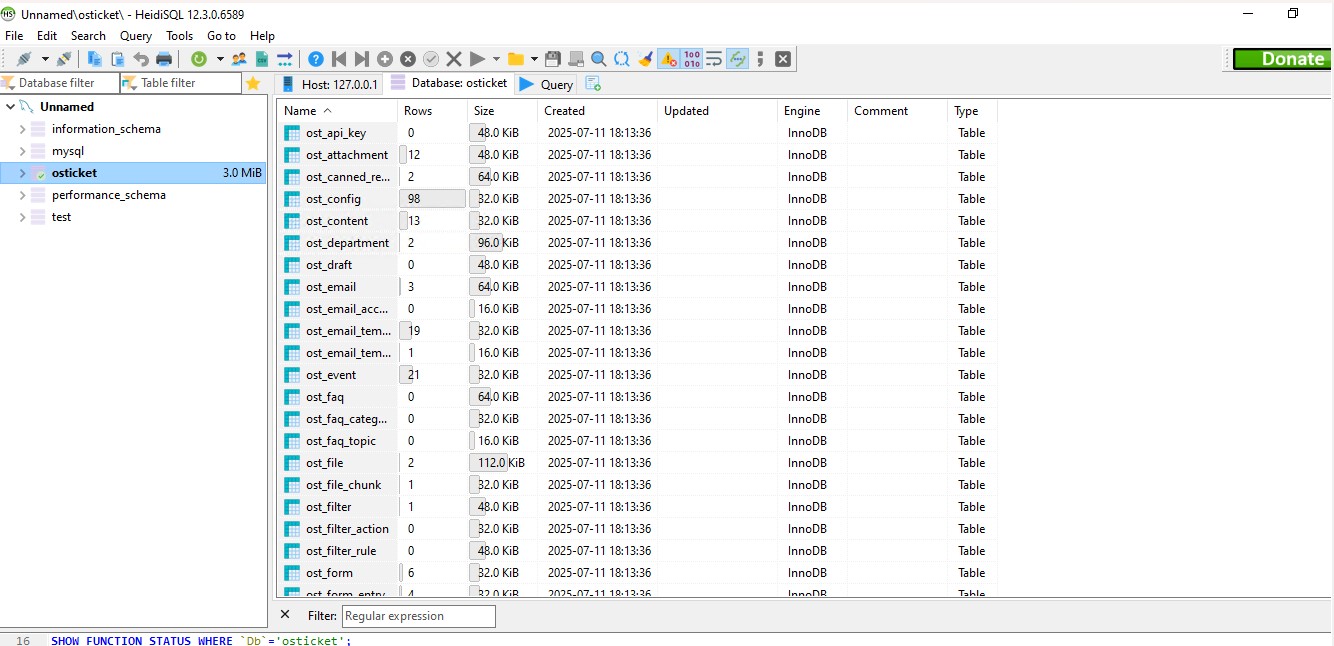 Unnamed\osticket\ - HeidiSQL 12.3.0.6589
File Edit Search Query Tools Go to Help
Donate
Database filter Table filter Host: 127.0.0.1 Database: osticket Query
Unnamed
information_schema
mysql
osticket 3.0 MiB
performance_schema
test
Name Rows Size Created Updated Engine Comment Type
ost_api_key 0 48.0 KiB 2025-07-11 18:13:36 InnoDB Table
ost_attachment 12 48.0 KiB 2025-07-11 18:13:36 InnoDB Table
ost_canned_re... 2 64.0 KiB 2025-07-11 18:13:36 InnoDB Table
ost_config 98 32.0 KiB 2025-07-11 18:13:36 InnoDB Table
ost_content 13 32.0 KiB 2025-07-11 18:13:36 InnoDB Table
ost_department 2 96.0 KiB 2025-07-11 18:13:36 InnoDB Table
ost_draft 0 48.0 KiB 2025-07-11 18:13:36 InnoDB Table
ost_email 3 64.0 KiB 2025-07-11 18:13:36 InnoDB Table
ost_email_acc... 0 16.0 KiB 2025-07-11 18:13:36 InnoDB Table
ost_email_tem... 19 32.0 KiB 2025-07-11 18:13:36 InnoDB Table
ost_email_tem... 1 16.0 KiB 2025-07-11 18:13:36 InnoDB Table
ost_event 21 32.0 KiB 2025-07-11 18:13:36 InnoDB Table
ost_faq 0 64.0 KiB 2025-07-11 18:13:36 InnoDB Table
ost_faq_categ... 0 32.0 KiB 2025-07-11 18:13:36 InnoDB Table
ost_faq_topic 0 16.0 KiB 2025-07-11 18:13:36 InnoDB Table
ost_file 2 112.0 KiB 2025-07-11 18:13:36 InnoDB Table
ost_file_chunk 1 32.0 KiB 2025-07-11 18:13:36 InnoDB Table
ost_filter 1 48.0 KiB 2025-07-11 18:13:36 InnoDB Table
ost_filter_action 0 32.0 KiB 2025-07-11 18:13:36 InnoDB Table
ost_filter_rule 0 48.0 KiB 2025-07-11 18:13:36 InnoDB Table
ost_form 6 32.0 KiB 2025-07-11 18:13:36 InnoDB Table
ost_form_entry 4 32.0 KiB 2025-07-11 18:13:36 InnoDB Table
Filter: Regular expression
16 SHOW FUNCTION STATUS WHERE `Db`='osticket';